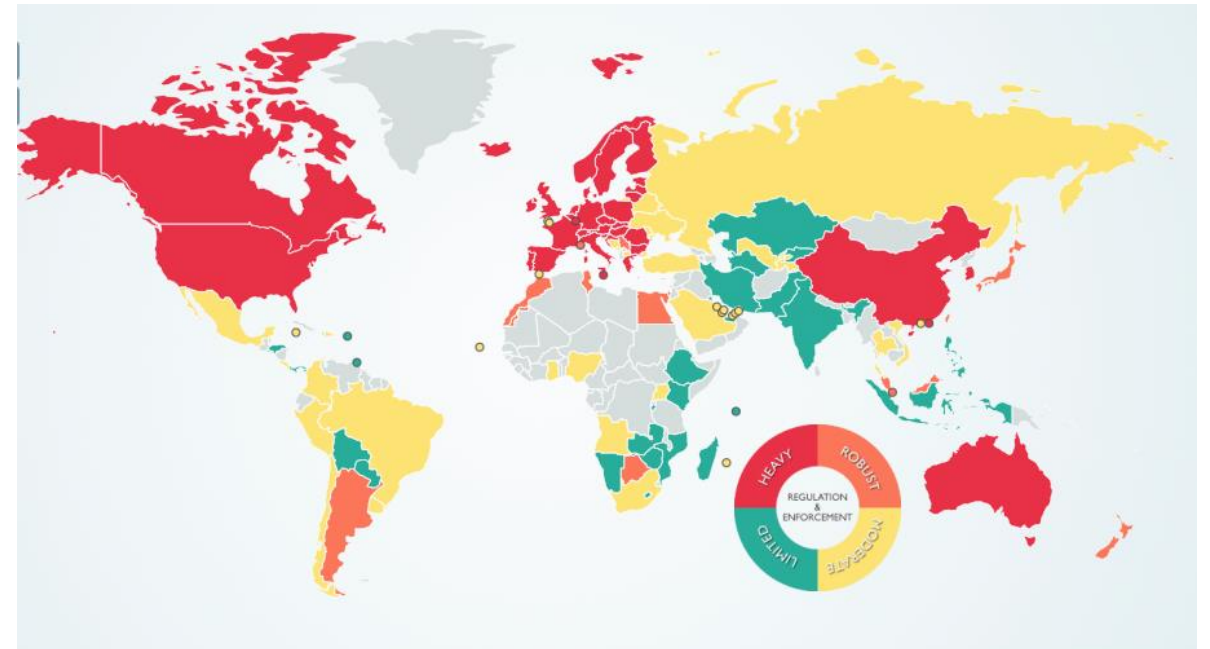 HEAVY
ROBUST
REGULATION
&
ENFORCEMENT
LIMITED
MODERATE